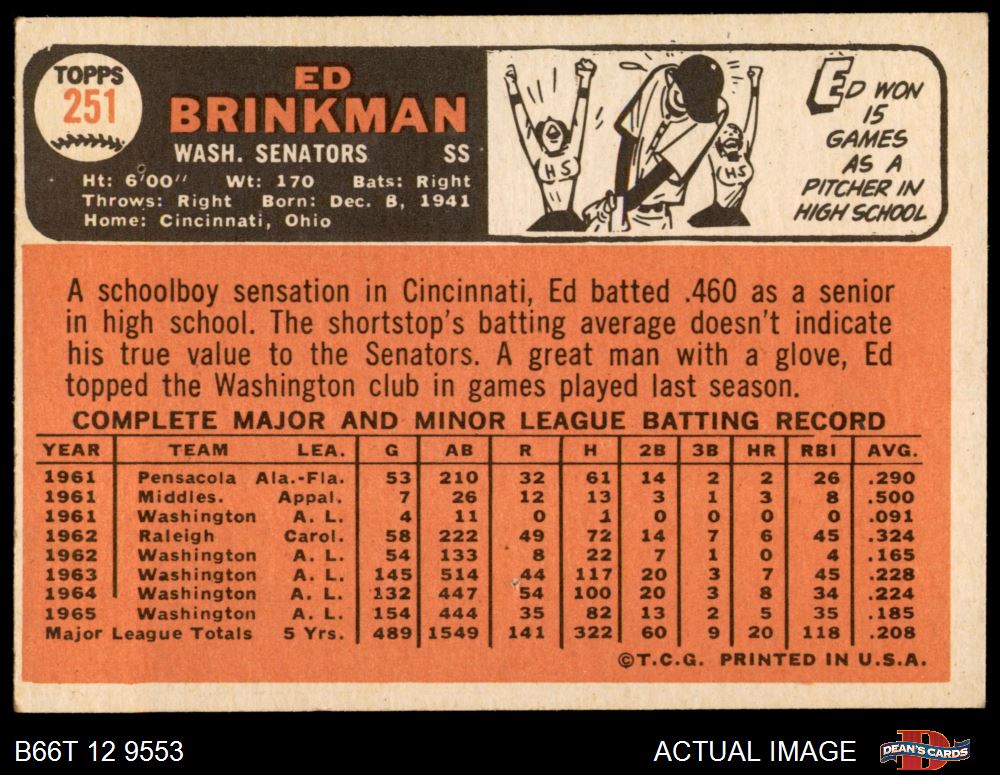 TOPPS
251
ED
BRINKMAN
WASH. SENATORS SS
Ht: 6'00" Wt: 170 Bats: Right
Throws: Right Born: Dec. 8, 1941
Home: Cincinnati, Ohio
HS
HS
ED WON
15
GAMES
AS A
PITCHER IN
HIGH SCHOOL
A schoolboy sensation in Cincinnati, Ed batted .460 as a senior
in high school. The shortstop's batting average doesn't indicate
his true value to the Senators. A great man with a glove, Ed
topped the Washington club in games played last season.
COMPLETE MAJOR AND MINOR LEAGUE BATTING RECORD
YEAR TEAM LEA. G AB R H 2B 3B HR RBI AVG.
1961 Pensacola Ala.-Fla. 53 210 32 61 14 2 2 26 .290
1961 Middles. Appal. 7 26 12 13 3 1 3 8 .500
1961 Washington A. L. 4 11 0 1 0 0 0 0 .091
1962 Raleigh Carol. 58 222 49 72 14 7 6 45 .324
1962 Washington A. L. 54 133 8 22 7 1 0 4 .165
1963 Washington A. L. 145 514 44 117 20 3 7 45 .228
1964 Washington A. L. 132 447 54 100 20 3 8 34 .224
1965 Washington A. L. 154 444 35 82 13 2 5 35 .185
Major League Totals 5 Yrs. 489 1549 141 322 60 9 20 118 .208
©T.C.G. PRINTED IN U.S.A.
B66T 12 9553 ACTUAL IMAGE DEAN'S CARDS